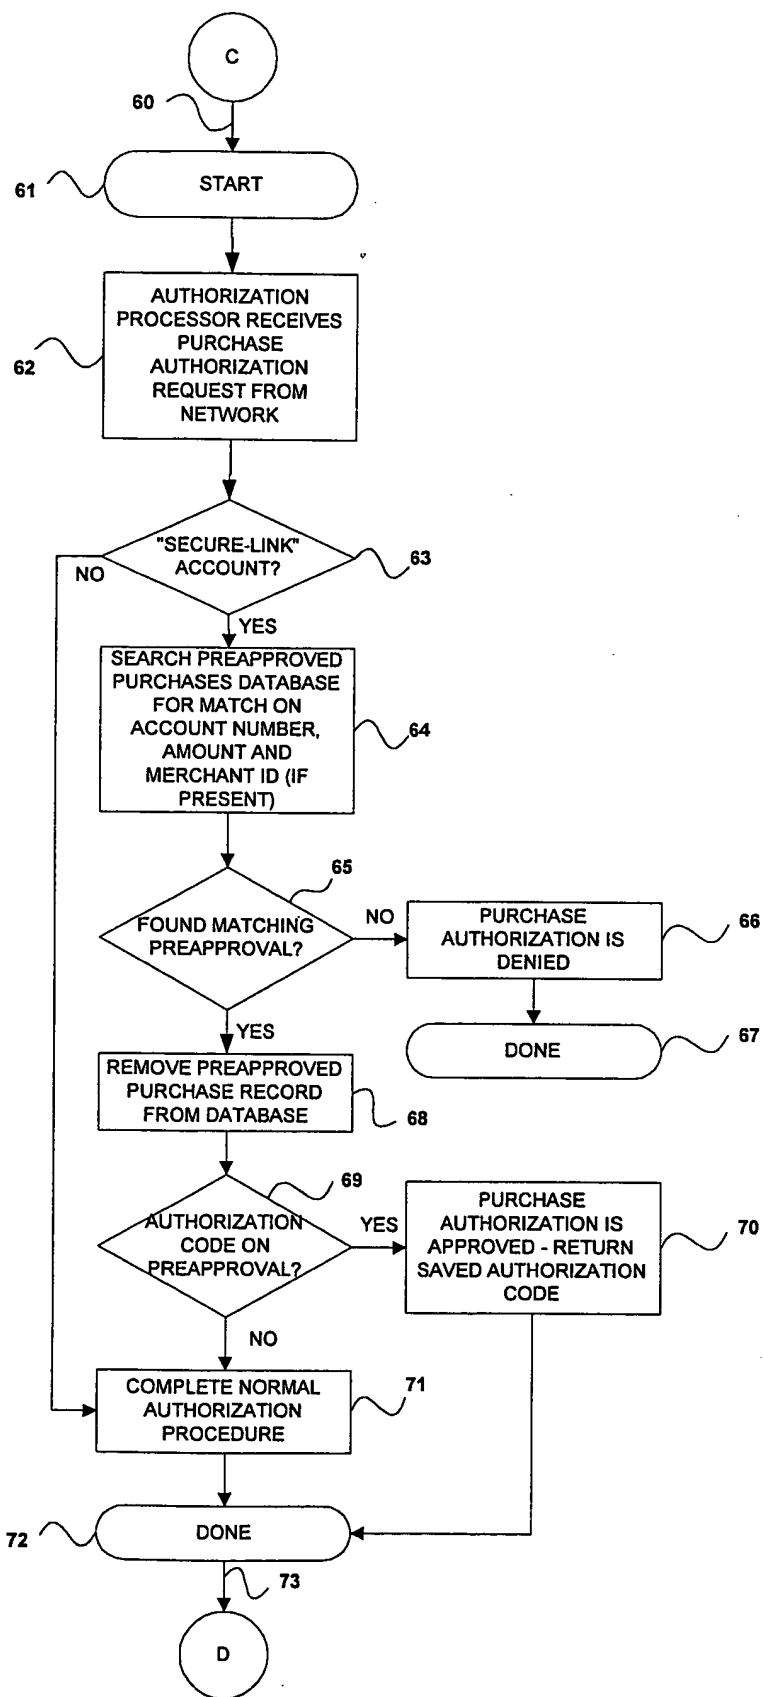 C
60
START
61
AUTHORIZATION
PROCESSOR RECEIVES
PURCHASE
AUTHORIZATION
REQUEST FROM
NETWORK
62
"SECURE-LINK"
ACCOUNT?
63
NO
YES
SEARCH PREAPPROVED
PURCHASES DATABASE
FOR MATCH ON
ACCOUNT NUMBER,
AMOUNT AND
MERCHANT ID (IF
PRESENT)
64
65
FOUND MATCHING
PREAPPROVAL?
NO
PURCHASE
AUTHORIZATION IS
DENIED
66
YES
DONE
67
REMOVE PREAPPROVED
PURCHASE RECORD
FROM DATABASE
68
69
AUTHORIZATION
CODE ON
PREAPPROVAL?
YES
PURCHASE
AUTHORIZATION IS
APPROVED - RETURN
SAVED AUTHORIZATION
CODE
70
NO
COMPLETE NORMAL
AUTHORIZATION
PROCEDURE
71
DONE
72
73
D